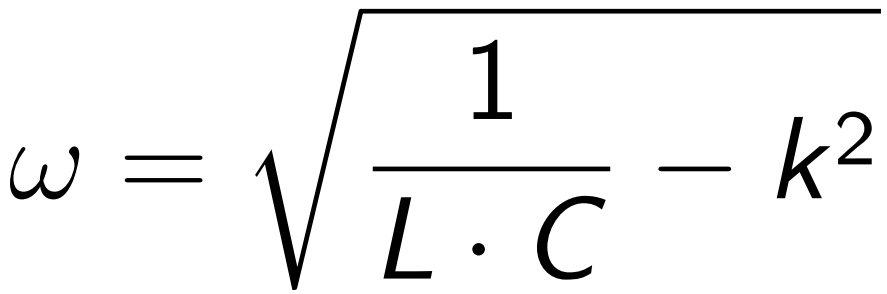 ω = √(1/(L · C) − k²)